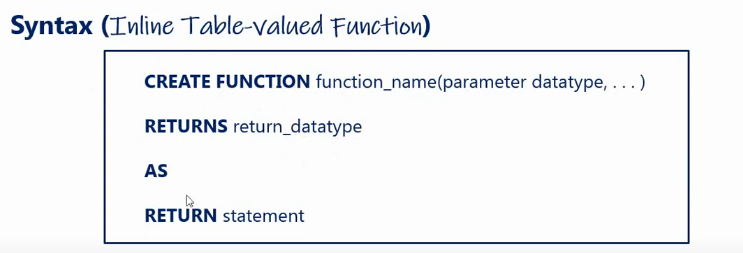 Syntax (Inline Table-valued Function)
CREATE FUNCTION function_name(parameter datatype, . . . )
RETURNS return_datatype
AS
RETURN statement